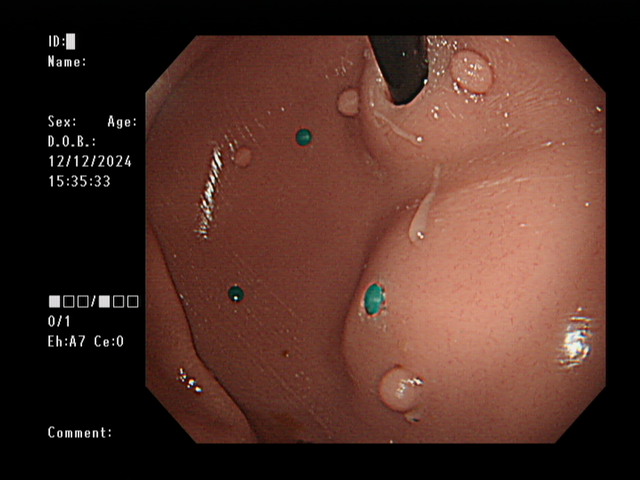 ID:
Name:
Sex: Age:
D.O.B.:
12/12/2024
15:35:33
■□□/■□□
0/1
Eh:A7 Ce:0
Comment: